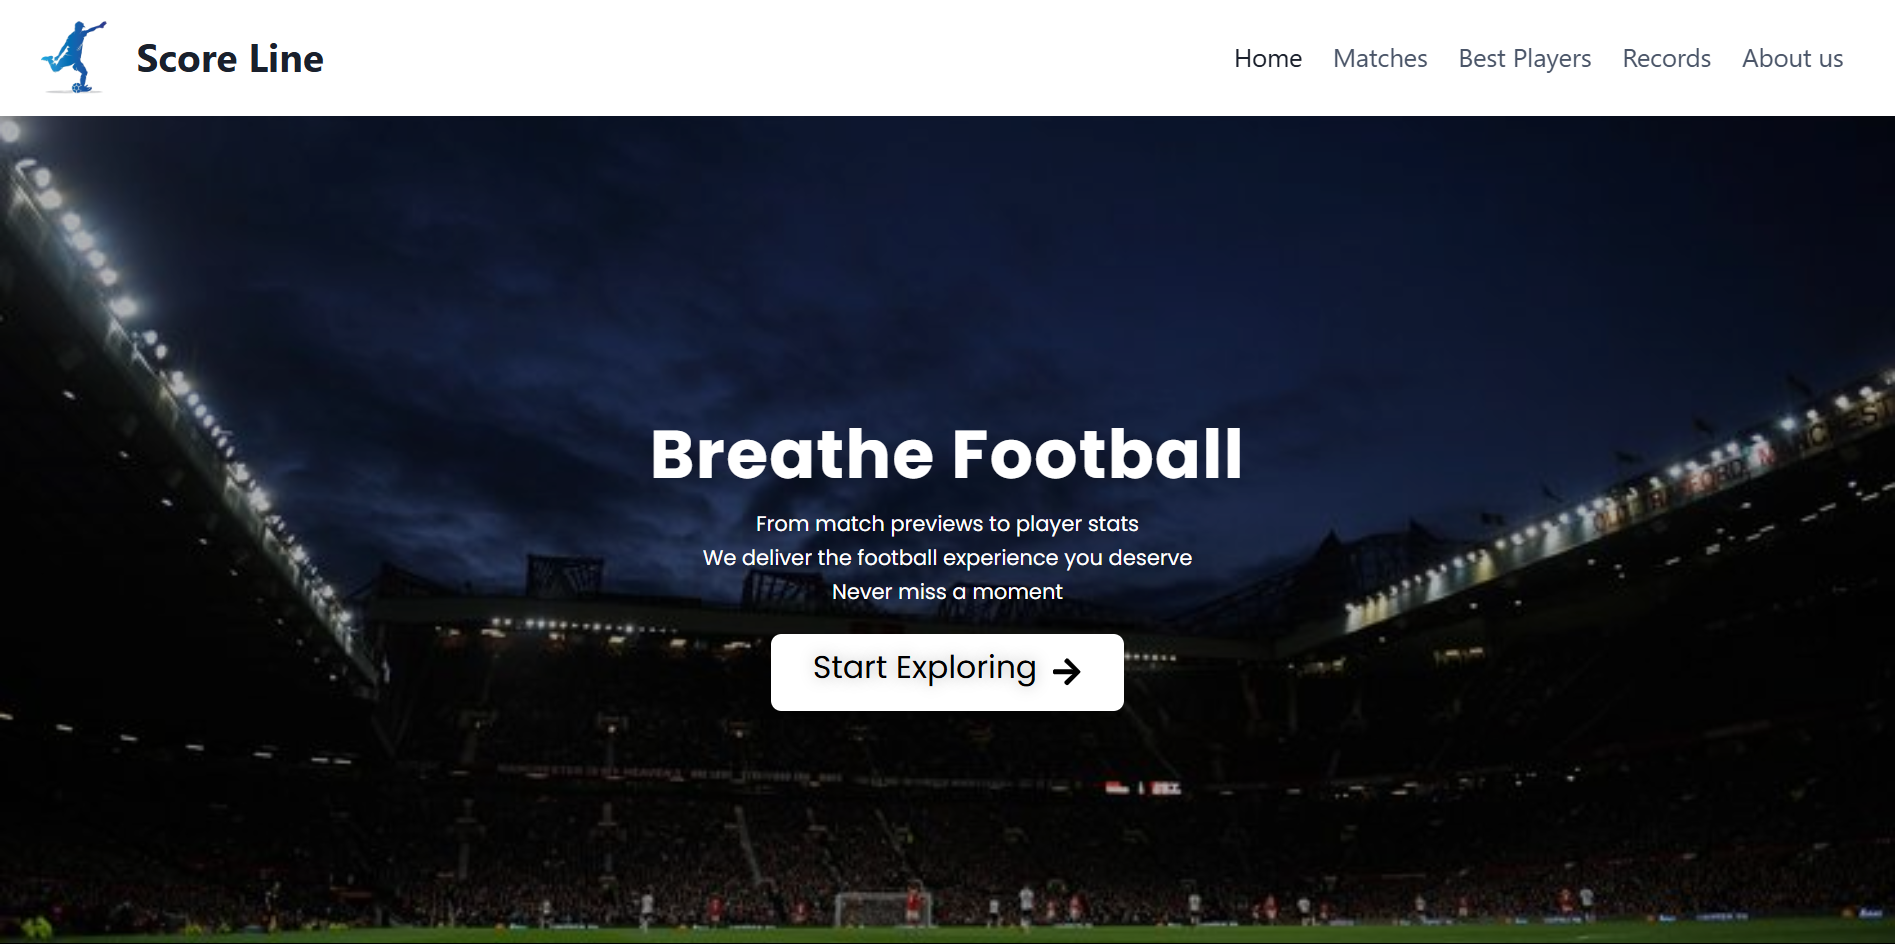 Score Line
Home Matches Best Players Records About us
Breathe Football
From match previews to player stats
We deliver the football experience you deserve
Never miss a moment
Start Exploring